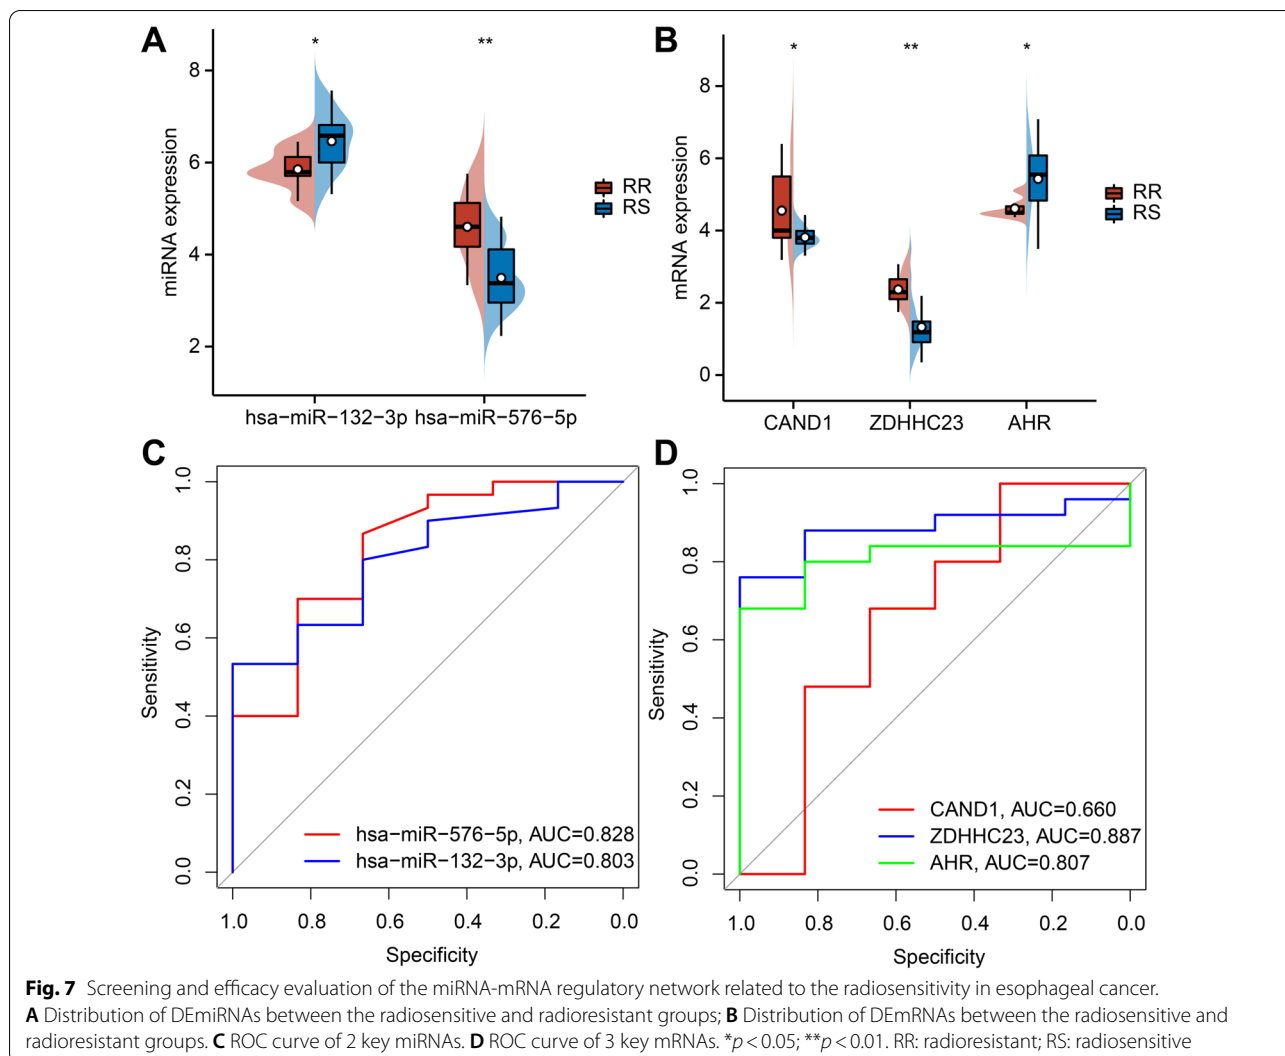 A
*
**
8
6
4
2
miRNA expression
hsa−miR−132−3p hsa−miR−576−5p
RR
RS
B
*
**
*
8
6
4
2
0
mRNA expression
CAND1 ZDHHC23 AHR
RR
RS
C
1.0
0.8
0.6
0.4
0.2
0.0
Sensitivity
hsa−miR−576−5p, AUC=0.828
hsa−miR−132−3p, AUC=0.803
1.0 0.8 0.6 0.4 0.2 0.0
Specificity
D
1.0
0.8
0.6
0.4
0.2
0.0
Sensitivity
CAND1, AUC=0.660
ZDHHC23, AUC=0.887
AHR, AUC=0.807
1.0 0.8 0.6 0.4 0.2 0.0
Specificity
Fig. 7 Screening and efficacy evaluation of the miRNA-mRNA regulatory network related to the radiosensitivity in esophageal cancer.
A Distribution of DEmiRNAs between the radiosensitive and radioresistant groups; B Distribution of DEmRNAs between the radiosensitive and
radioresistant groups. C ROC curve of 2 key miRNAs. D ROC curve of 3 key mRNAs. *p < 0.05; **p < 0.01. RR: radioresistant; RS: radiosensitive